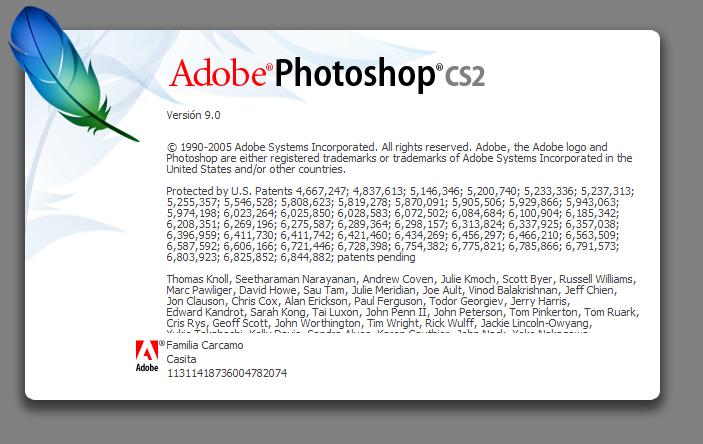 Adobe® Photoshop® CS2
Versión 9.0
© 1990-2005 Adobe Systems Incorporated. All rights reserved. Adobe, the Adobe logo and
Photoshop are either registered trademarks or trademarks of Adobe Systems Incorporated in the
United States and/or other countries.
Protected by U.S. Patents 4,667,247; 4,837,613; 5,146,346; 5,200,740; 5,233,336; 5,237,313;
5,255,357; 5,546,528; 5,808,623; 5,819,278; 5,870,091; 5,905,506; 5,929,866; 5,943,063;
5,974,198; 6,023,264; 6,025,850; 6,028,583; 6,072,502; 6,084,684; 6,100,904; 6,185,342;
6,208,351; 6,269,196; 6,275,587; 6,289,364; 6,298,157; 6,313,824; 6,337,925; 6,357,038;
6,396,959; 6,411,730; 6,411,742; 6,421,460; 6,434,269; 6,456,297; 6,466,210; 6,563,509;
6,587,592; 6,606,166; 6,721,446; 6,728,398; 6,754,382; 6,775,821; 6,785,866; 6,791,573;
6,803,923; 6,825,852; 6,844,882; patents pending
Thomas Knoll, Seetharaman Narayanan, Andrew Coven, Julie Kmoch, Scott Byer, Russell Williams,
Marc Pawliger, David Howe, Sau Tam, Julie Meridian, Joe Ault, Vinod Balakrishnan, Jeff Chien,
Jon Clauson, Chris Cox, Alan Erickson, Paul Ferguson, Todor Georgiev, Jerry Harris,
Edward Kandrot, Sarah Kong, Tai Luxon, John Penn II, John Peterson, Tom Pinkerton, Tom Ruark,
Cris Rys, Geoff Scott, John Worthington, Tim Wright, Rick Wulff, Jackie Lincoln-Owyang,
Adobe ®
Familia Carcamo
Casita
11311418736004782074